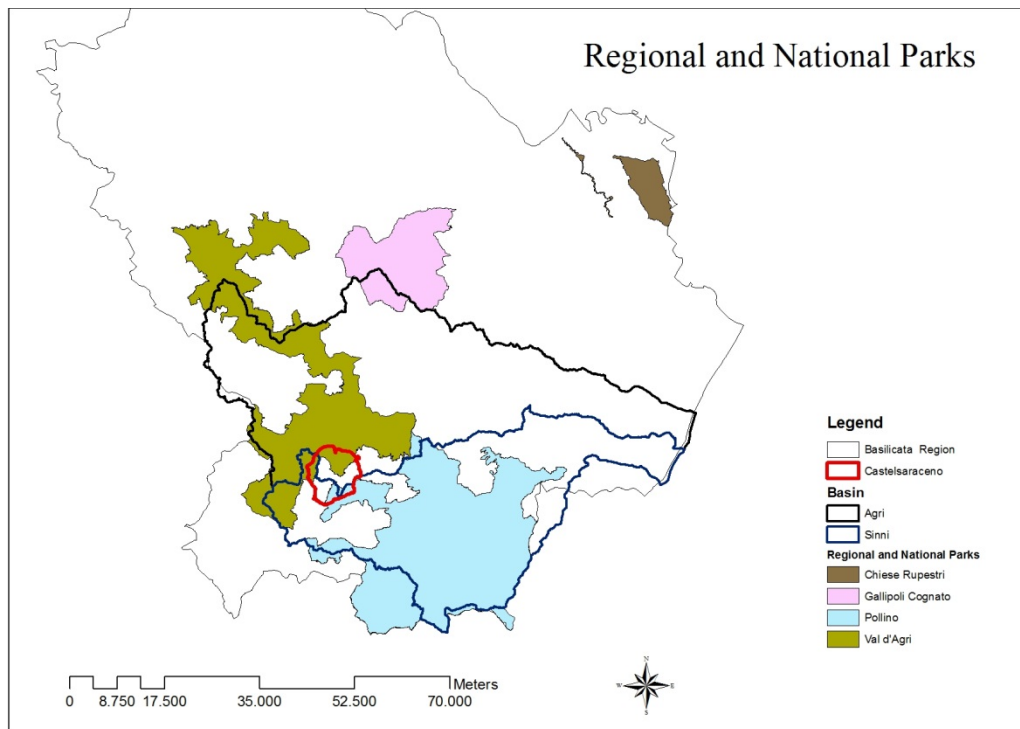 Regional and National Parks
Legend
Basilicata Region
Castelsaraceno
Basin
Agri
Sinni
Regional and National Parks
Chiese Rupestri
Gallipoli Cognato
Pollino
Val d'Agri
Meters
0 8.750 17.500 35.000 52.500 70.000
N
W E
S